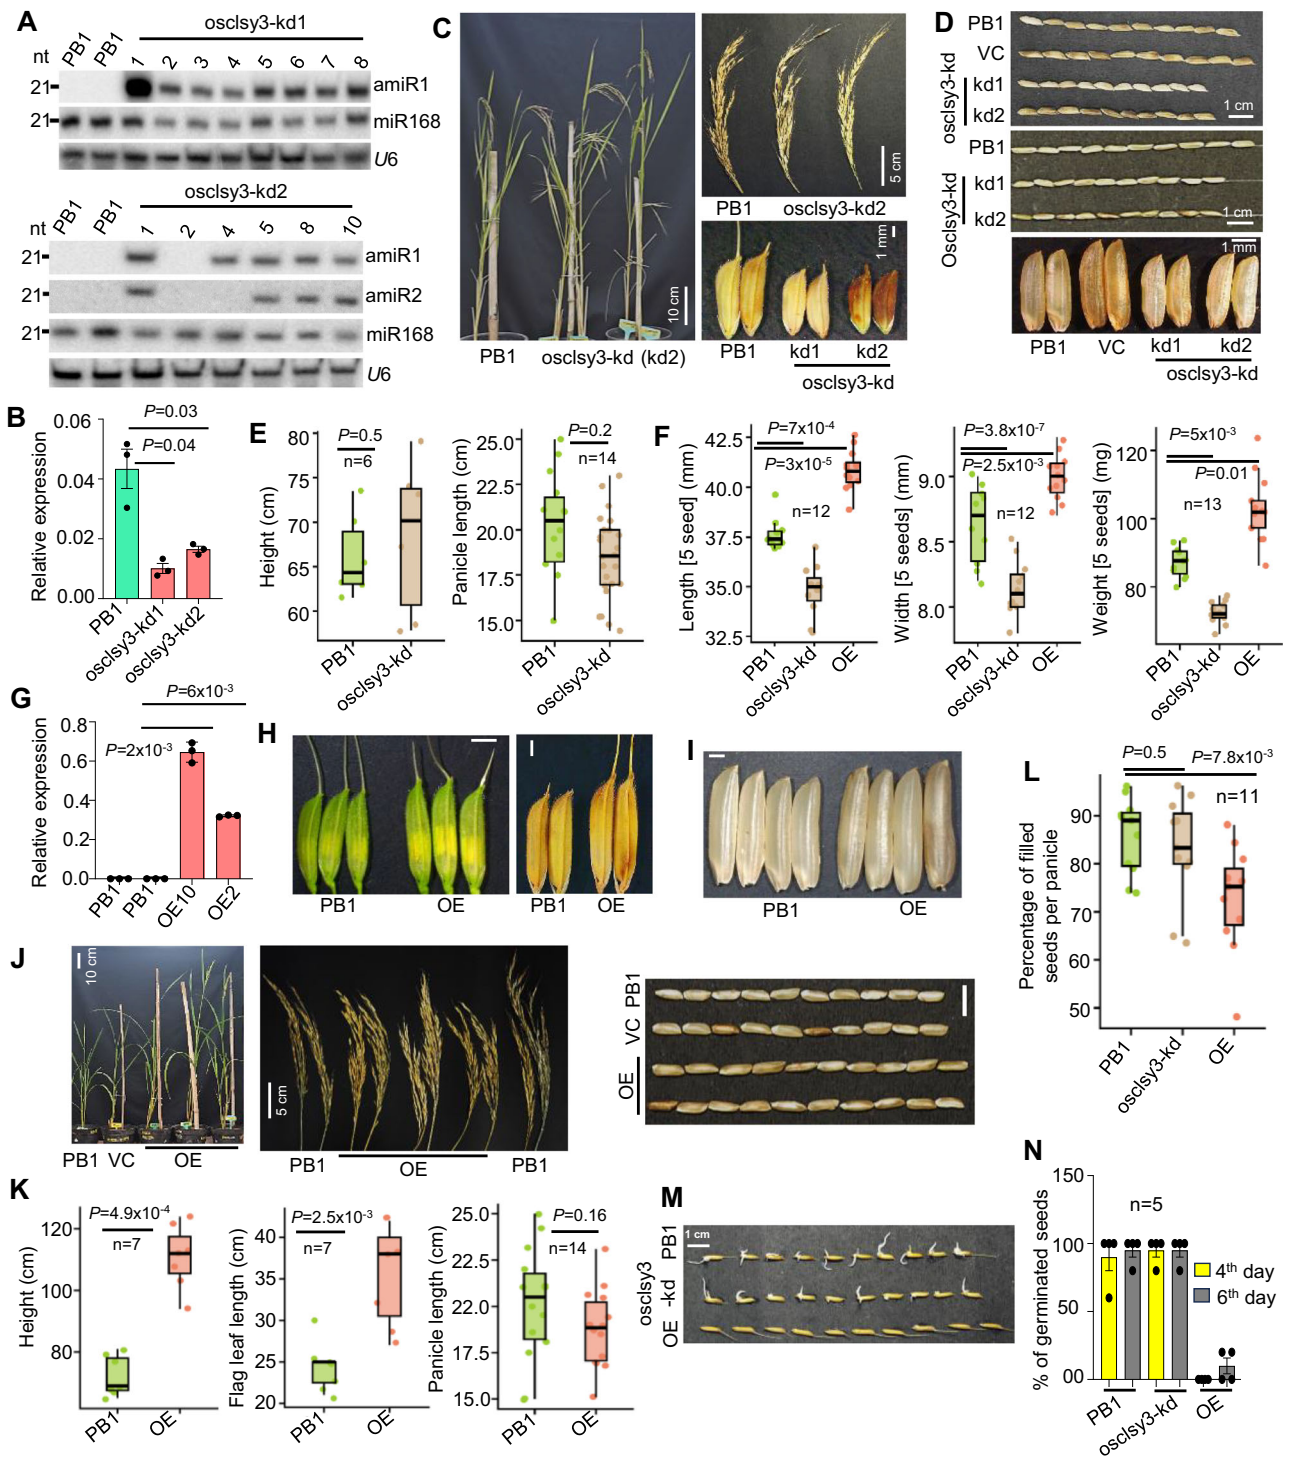 A
osclsy3-kd1
nt PB1 PB1 1 2 3 4 5 6 7 8
21 amiR1
21 miR168
U6
osclsy3-kd2
nt PB1 PB1 1 2 4 5 8 10
21 amiR1
21 amiR2
21 miR168
U6
B
Relative expression
0.06
0.04
0.02
0.00
P=0.03
P=0.04
PB1
osclsy3-kd1
osclsy3-kd2
C
10 cm
PB1 osclsy3-kd (kd2)
5 cm
PB1 osclsy3-kd2
1 mm
PB1 kd1 kd2
osclsy3-kd
D
PB1
VC
kd1
kd2
osclsy3-kd
1 cm
PB1
kd1
kd2
Osclsy3-kd
1 cm
1 mm
PB1 VC kd1 kd2
osclsy3-kd
E
Height (cm)
80
70
65
60
P=0.5
n=6
PB1
osclsy3-kd
Panicle length (cm)
25.0
22.5
20.0
17.5
15.0
P=0.2
n=14
PB1
osclsy3-kd
F
Length [5 seed] (mm)
42.5
40.0
37.5
35.0
32.5
P=7x10-4
P=3x10-5
n=12
PB1
osclsy3-kd
OE
Width [5 seeds] (mm)
9.0
8.5
8.0
P=3.8x10-7
P=2.5x10-3
n=12
PB1
osclsy3-kd
OE
Weight [5 seeds] (mg)
120
100
80
P=5x10-3
P=0.01
n=13
PB1
osclsy3-kd
OE
G
Relative expression
0.8
0.6
0.4
0.2
0.0
P=6x10-3
P=2x10-3
PB1
PB1
OE10
OE2
H
PB1 OE PB1 OE
I
PB1 OE
J
10 cm
PB1 VC OE
5 cm
PB1 OE PB1
PB1
VC
OE
K
Height (cm)
120
100
80
P=4.9x10-4
n=7
PB1
OE
Flag leaf length (cm)
40
35
30
25
20
P=2.5x10-3
n=7
PB1
OE
Panicle length (cm)
25.0
22.0
20.0
17.5
15.0
P=0.16
n=14
PB1
OE
L
Percentage of filled
seeds per panicle
90
80
70
60
50
P=0.5
P=7.8x10-3
n=11
PB1
osclsy3-kd
OE
M
1 cm
PB1
osclsy3
-kd
OE
N
% of germinated seeds
150
100
50
00
n=5
4th day
6th day
PB1
osclsy3-kd
OE